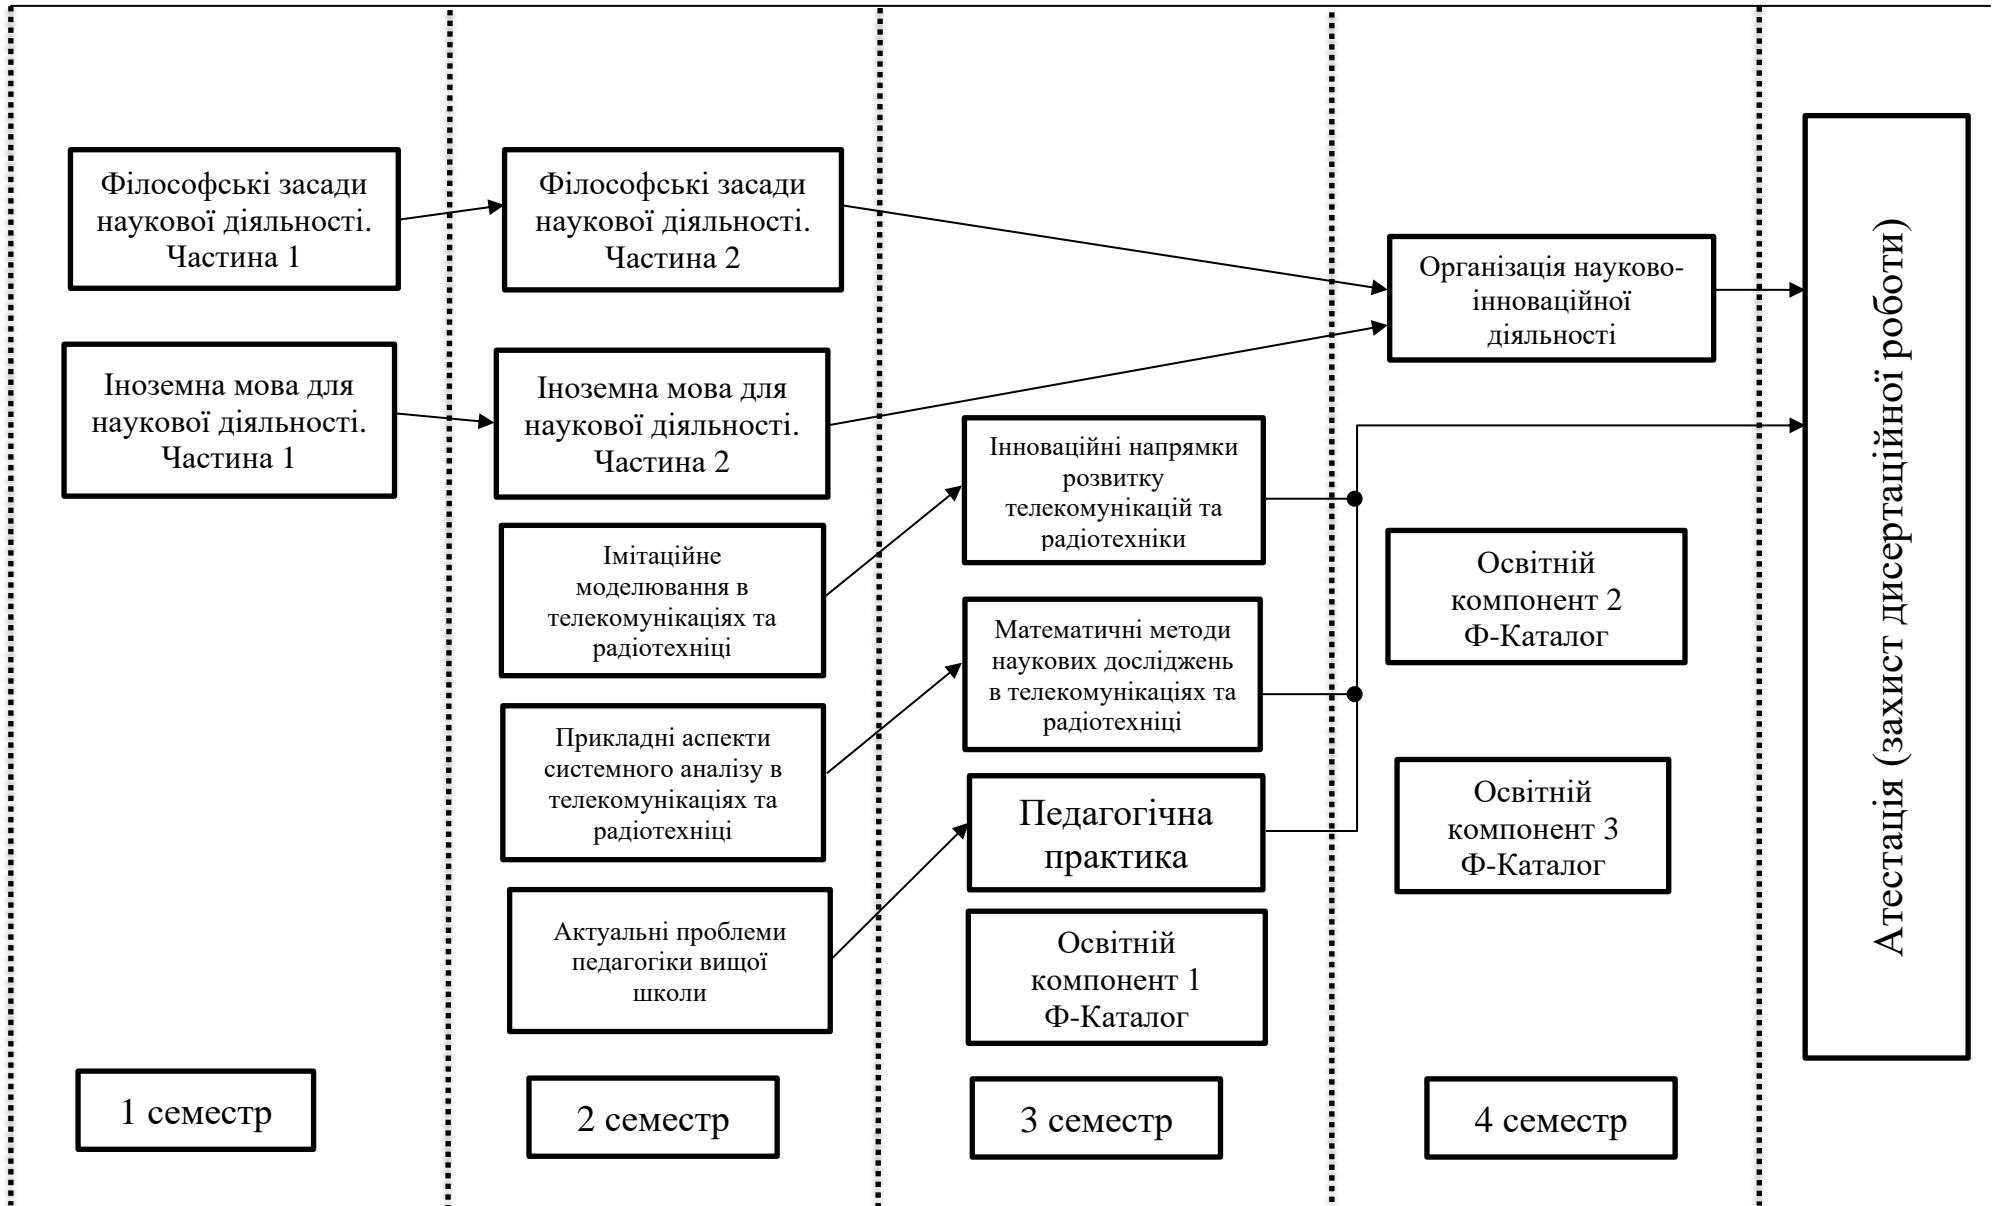 Філософські засади
наукової діяльності.
Частина 1
Іноземна мова для
наукової діяльності.
Частина 1
1 семестр
Філософські засади
наукової діяльності.
Частина 2
Іноземна мова для
наукової діяльності.
Частина 2
Імітаційне
моделювання в
телекомунікаціях та
радіотехніці
Прикладні аспекти
системного аналізу в
телекомунікаціях та
радіотехніці
Актуальні проблеми
педагогіки вищої
школи
2 семестр
Інноваційні напрямки
розвитку
телекомунікацій та
радіотехніки
Математичні методи
наукових досліджень
в телекомунікаціях та
радіотехніці
Педагогічна
практика
Освітній
компонент 1
Ф-Каталог
3 семестр
Організація науково-
інноваційної
діяльності
Освітній
компонент 2
Ф-Каталог
Освітній
компонент 3
Ф-Каталог
4 семестр
Атестація (захист дисертаційної роботи)